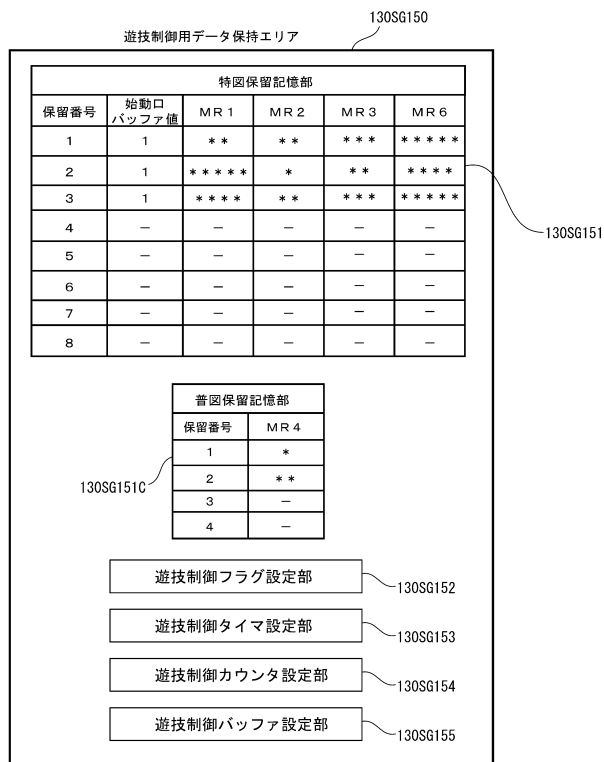 130SG150
遊技制御用データ保持エリア
特図保留記憶部
保留番号 始動口バッファ値 MR1 MR2 MR3 MR6
1 1 ** ** *** *****
2 1 ***** * ** ****
3 1 **** ** *** *****
4 − − − − −
5 − − − − −
6 − − − − −
7 − − − − −
8 − − − − −
130SG151
普図保留記憶部
保留番号 MR4
1 *
2 **
3 −
4 −
130SG151C
遊技制御フラグ設定部 130SG152
遊技制御タイマ設定部 130SG153
遊技制御カウンタ設定部 130SG154
遊技制御バッファ設定部 130SG155